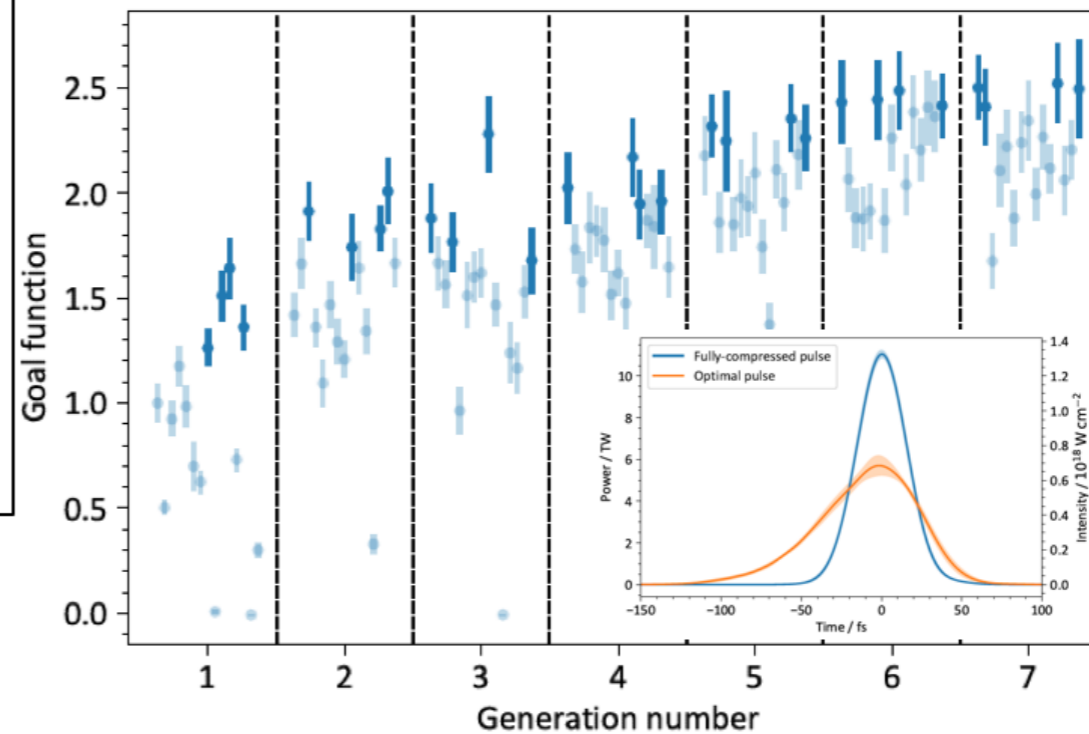 Goal function
2.5
2.0
1.5
1.0
0.5
0.0
1 2 3 4 5 6 7
Generation number
Fully-compressed pulse
Optimal pulse
Power / TW
10
8
6
4
2
0
Intensity / 10¹⁸ W cm⁻²
1.4
1.2
1.0
0.8
0.6
0.4
0.2
0.0
−150 −100 −50 0 50 100
Time / fs